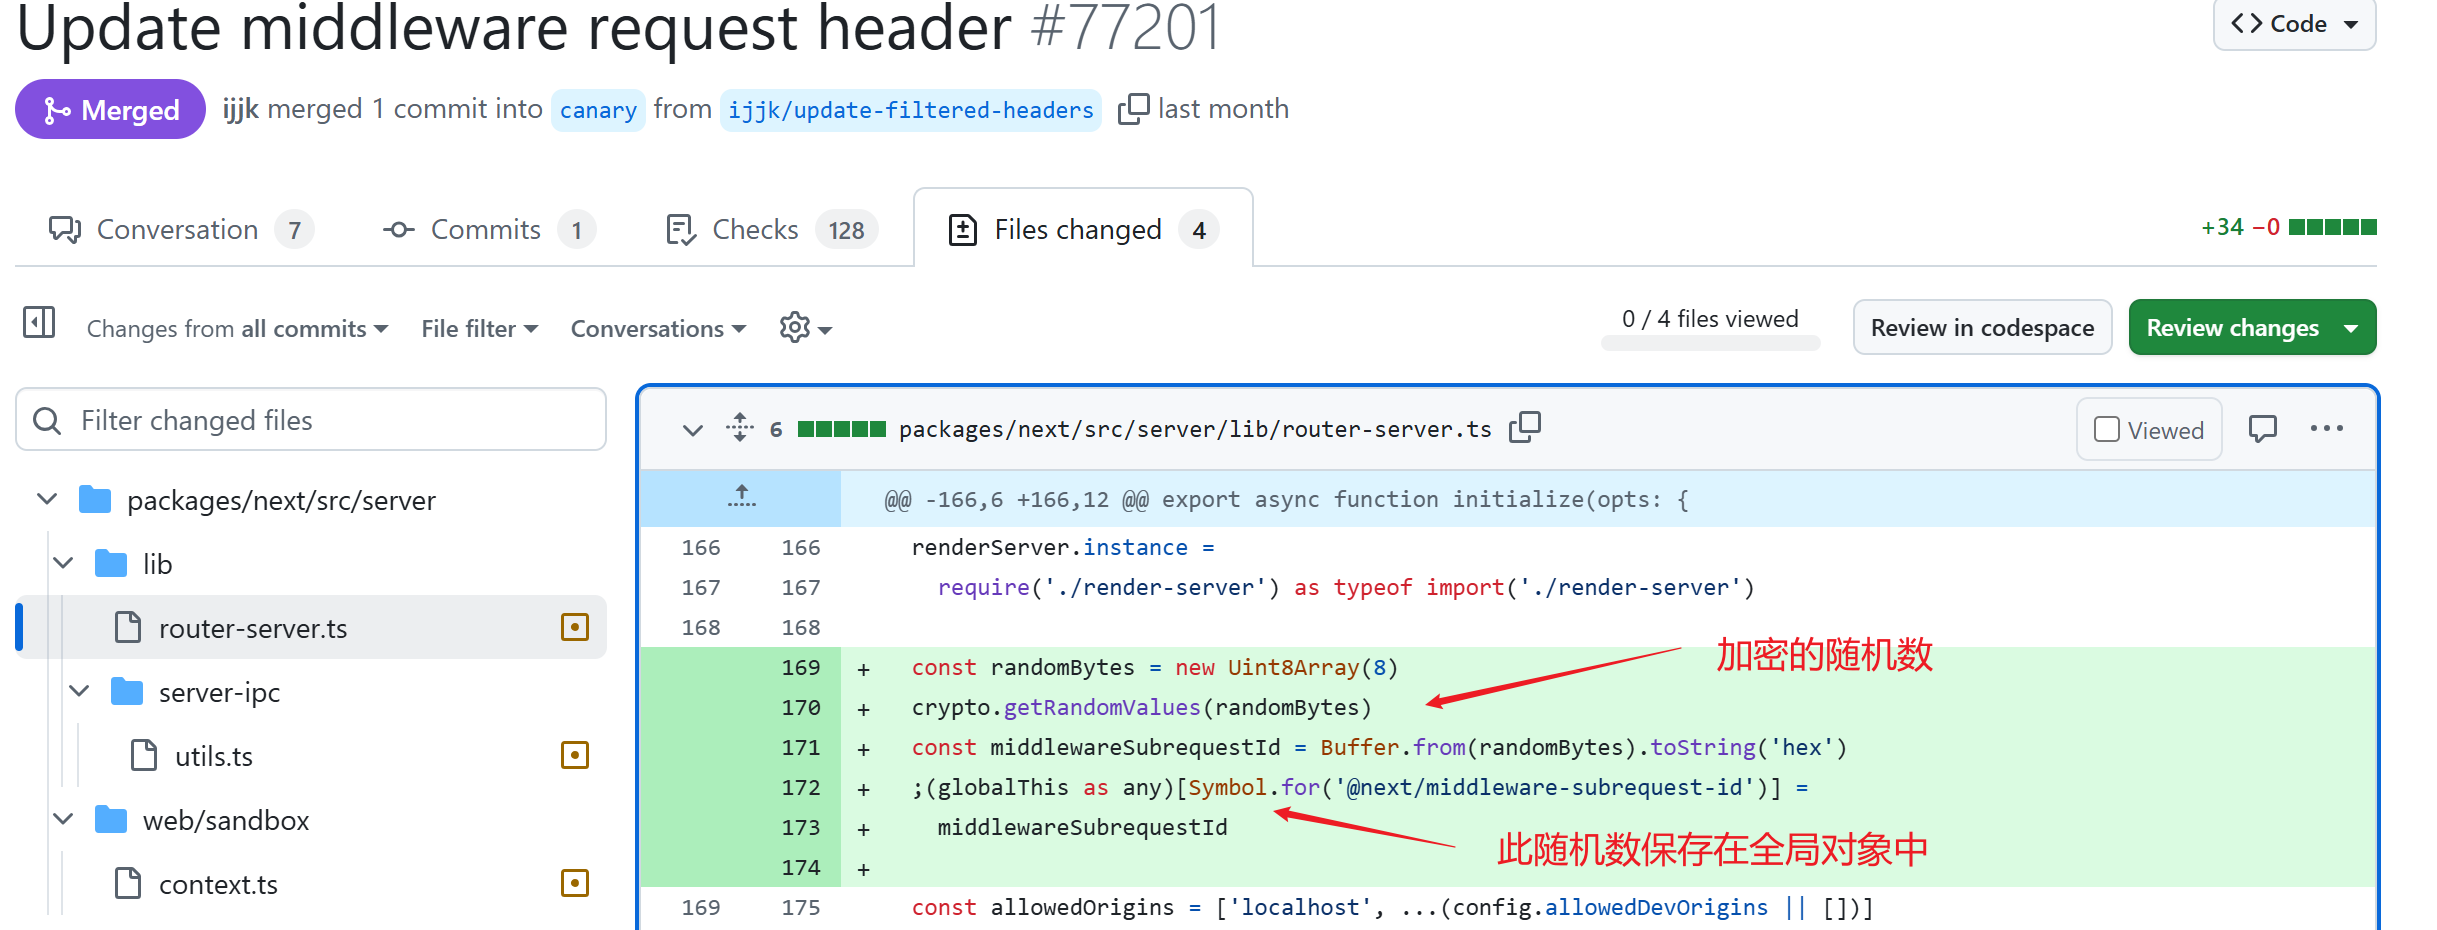 Update middleware request header #77201
Code
Merged
ijjk merged 1 commit into canary from ijjk/update-filtered-headers last month
Conversation 7
Commits 1
Checks 128
Files changed 4
+34 −0
Changes from all commits
File filter
Conversations
0 / 4 files viewed
Review in codespace
Review changes
Filter changed files
packages/next/src/server
lib
router-server.ts
server-ipc
utils.ts
web/sandbox
context.ts
6 packages/next/src/server/lib/router-server.ts
Viewed
@@ -166,6 +166,12 @@ export async function initialize(opts: {
166 166 renderServer.instance =
167 167 require('./render-server') as typeof import('./render-server')
168 168
169 + const randomBytes = new Uint8Array(8)
加密的随机数
170 + crypto.getRandomValues(randomBytes)
171 + const middlewareSubrequestId = Buffer.from(randomBytes).toString('hex')
172 + ;(globalThis as any)[Symbol.for('@next/middleware-subrequest-id')] =
173 + middlewareSubrequestId
此随机数保存在全局对象中
174 +
169 175 const allowedOrigins = ['localhost', ...(config.allowedDevOrigins || [])]